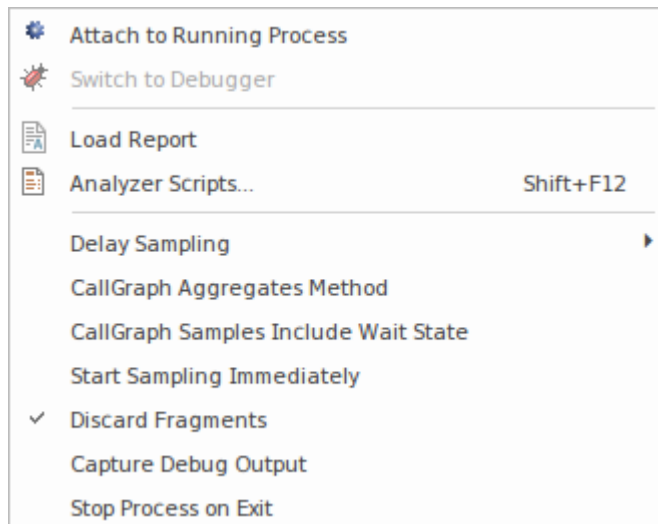 Attach to Running Process
Switch to Debugger
Load Report
Analyzer Scripts... Shift+F12
Delay Sampling
CallGraph Aggregates Method
CallGraph Samples Include Wait State
Start Sampling Immediately
Discard Fragments
Capture Debug Output
Stop Process on Exit